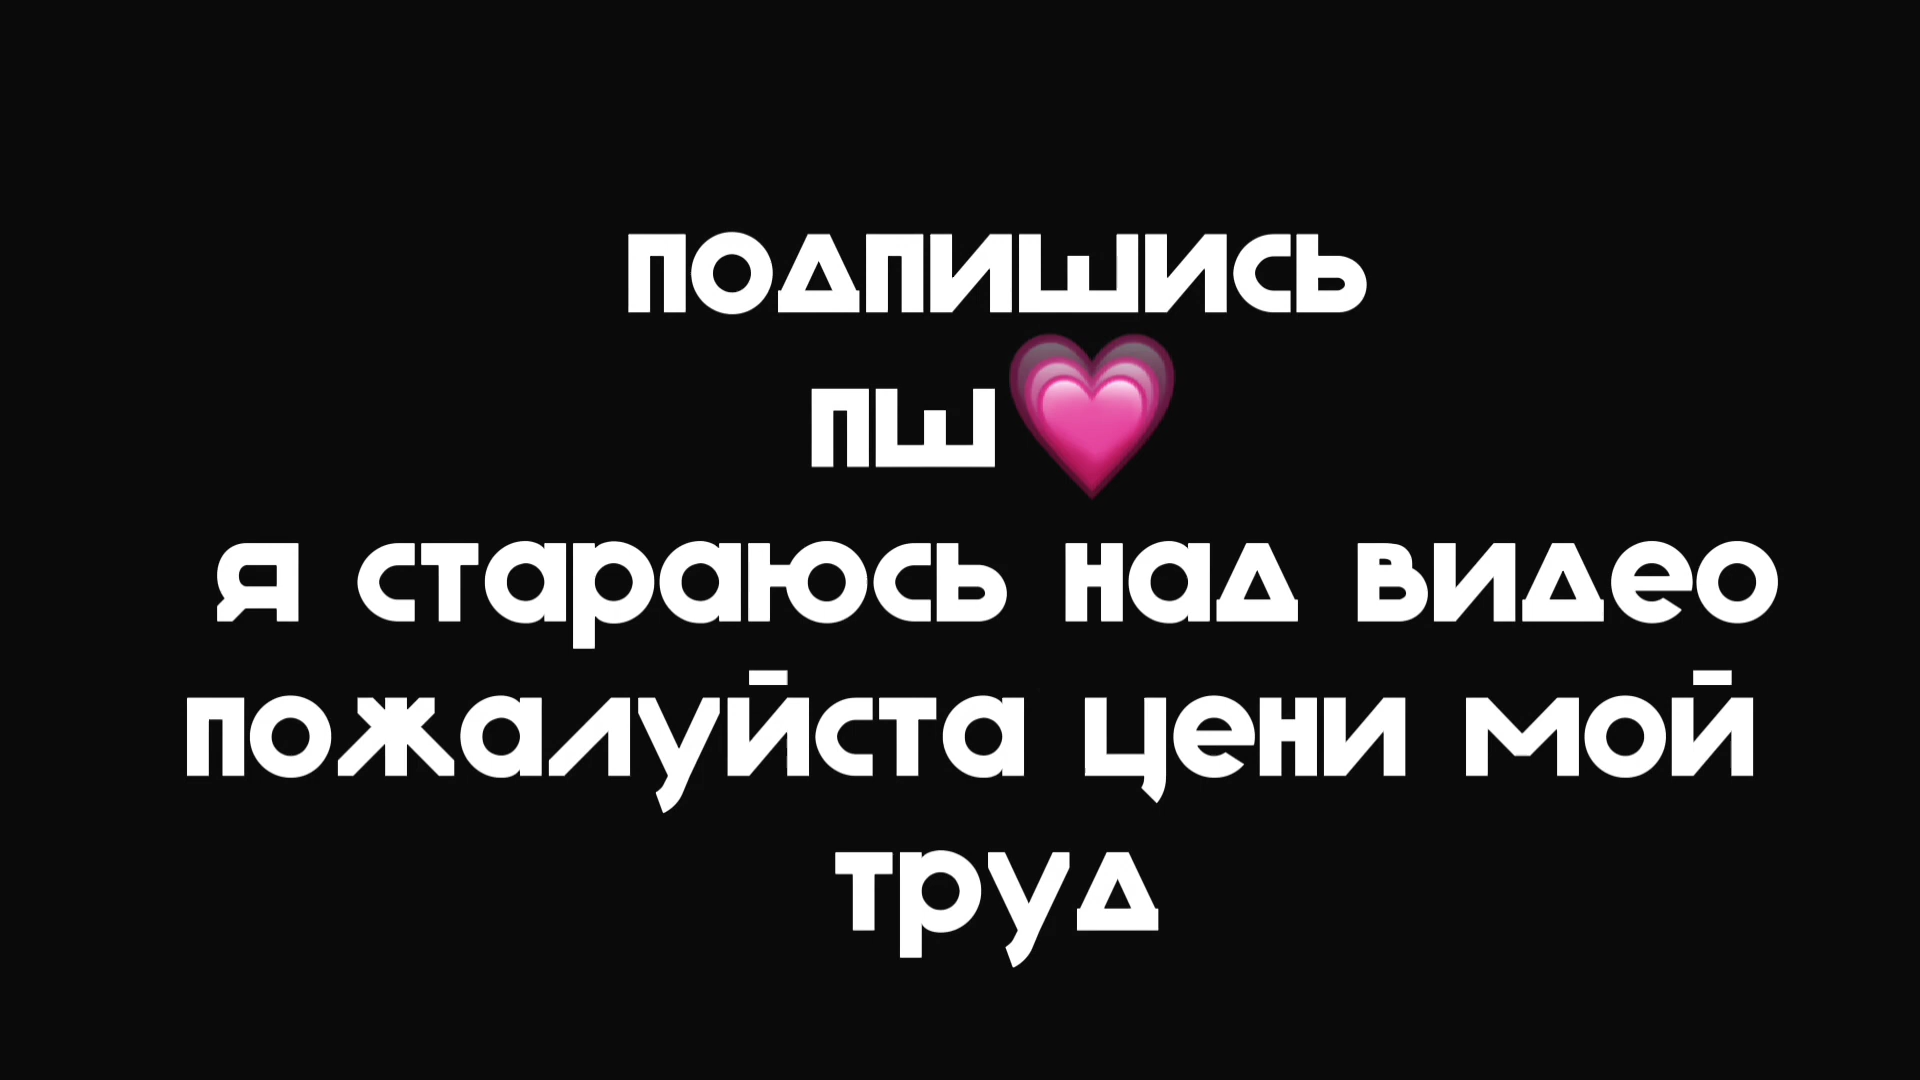 подпишись
пш💗
я стараюсь над видео
пожалуйста цени мой
труд